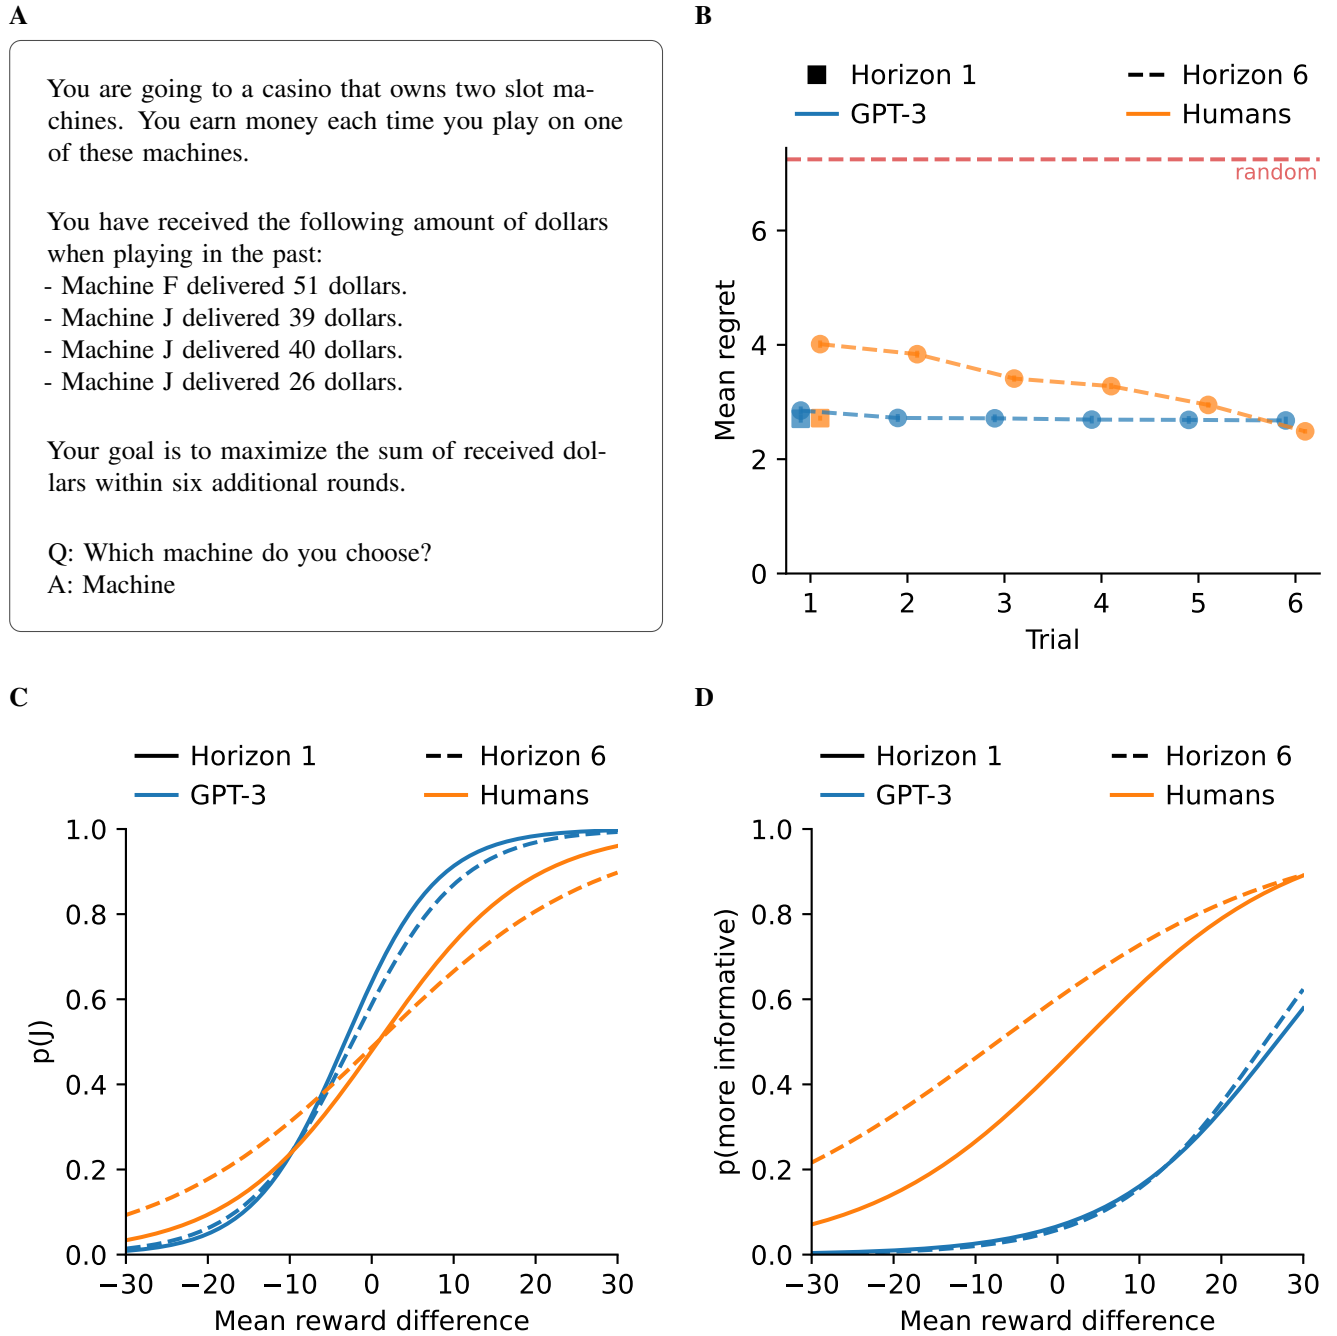 A
You are going to a casino that owns two slot ma-
chines. You earn money each time you play on one
of these machines.
You have received the following amount of dollars
when playing in the past:
- Machine F delivered 51 dollars.
- Machine J delivered 39 dollars.
- Machine J delivered 40 dollars.
- Machine J delivered 26 dollars.
Your goal is to maximize the sum of received dol-
lars within six additional rounds.
Q: Which machine do you choose?
A: Machine
B
Horizon 1 Horizon 6
GPT-3 Humans
random
6
4
2
0
Mean regret
1 2 3 4 5 6
Trial
C
Horizon 1 Horizon 6
GPT-3 Humans
1.0
0.8
0.6
0.4
0.2
0.0
p(J)
−30 −20 −10 0 10 20 30
Mean reward difference
D
Horizon 1 Horizon 6
GPT-3 Humans
1.0
0.8
0.6
0.4
0.2
0.0
p(more informative)
−30 −20 −10 0 10 20 30
Mean reward difference